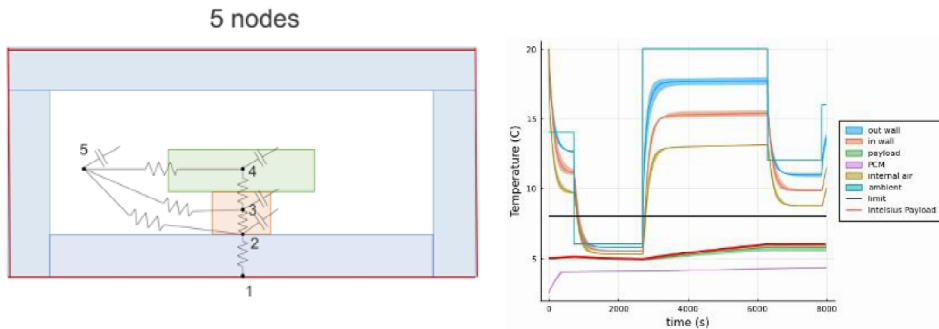 5 nodes
5
4
3
2
1
20
15
10
5
Temperature (C)
0
2000
4000
6000
8000
time (s)
out wall
in wall
payload
PCM
internal air
ambient
limit
Intelsius Payload